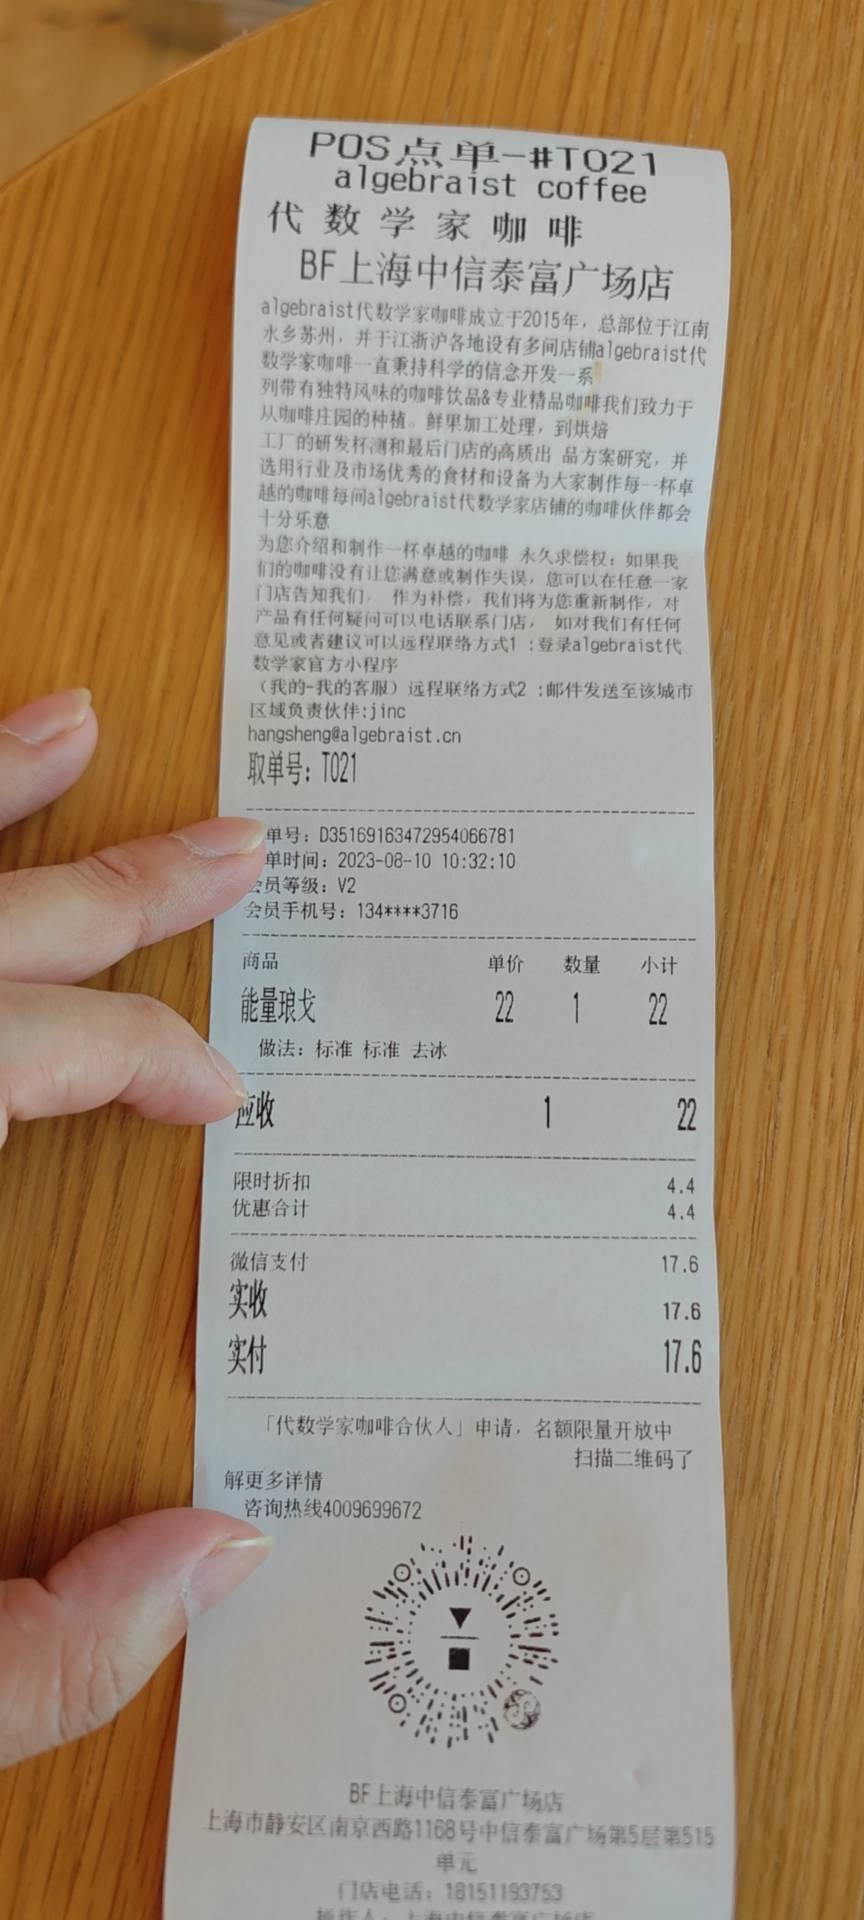 POS点单-#T021
algebraist coffee
代数学家咖啡
BF上海中信泰富广场店
algebraist代数学家咖啡成立于2015年，总部位于江南
水乡苏州，并于江浙沪各地设有多间店铺algebraist代
数学家咖啡一直秉持科学的信念开发一系
列带有独特风味的咖啡饮品&专业精品咖啡我们致力于
从咖啡庄园的种植。鲜果加工处理，到烘焙
工厂的研发杯测和最后门店的高质出 品方案研究，并
选用行业及市场优秀的食材和设备为大家制作每一杯卓
越的咖啡每间algebraist代数学家店铺的咖啡伙伴都会
十分乐意
为您介绍和制作一杯卓越的咖啡 永久求偿权：如果我
们的咖啡没有让您满意或制作失误，您可以在任意一家
门店告知我们， 作为补偿，我们将为您重新制作，对
产品有任何疑问可以电话联系门店， 如对我们有任何
意见或者建议可以远程联络方式1 :登录algebraist代
数学家官方小程序
（我的-我的客服）远程联络方式2 :邮件发送至该城市
区域负责伙伴:jinc
hangsheng@algebraist.cn
取单号：T021
单号：D35169163472954066781
单时间：2023-08-10 10:32:10
会员等级：V2
会员手机号：134****3716
商品 单价 数量 小计
能量琅戈 22 1 22
做法：标准 标准 去冰
应收 1 22
限时折扣 4.4
优惠合计 4.4
微信支付 17.6
实收 17.6
实付 17.6
「代数学家咖啡合伙人」申请，名额限量开放中
扫描二维码了
解更多详情
咨询热线4009699672
BF上海中信泰富广场店
上海市静安区南京西路1168号中信泰富广场第5层第515
单元
门店电话：18151193753
操作人：上海中信泰富广场店